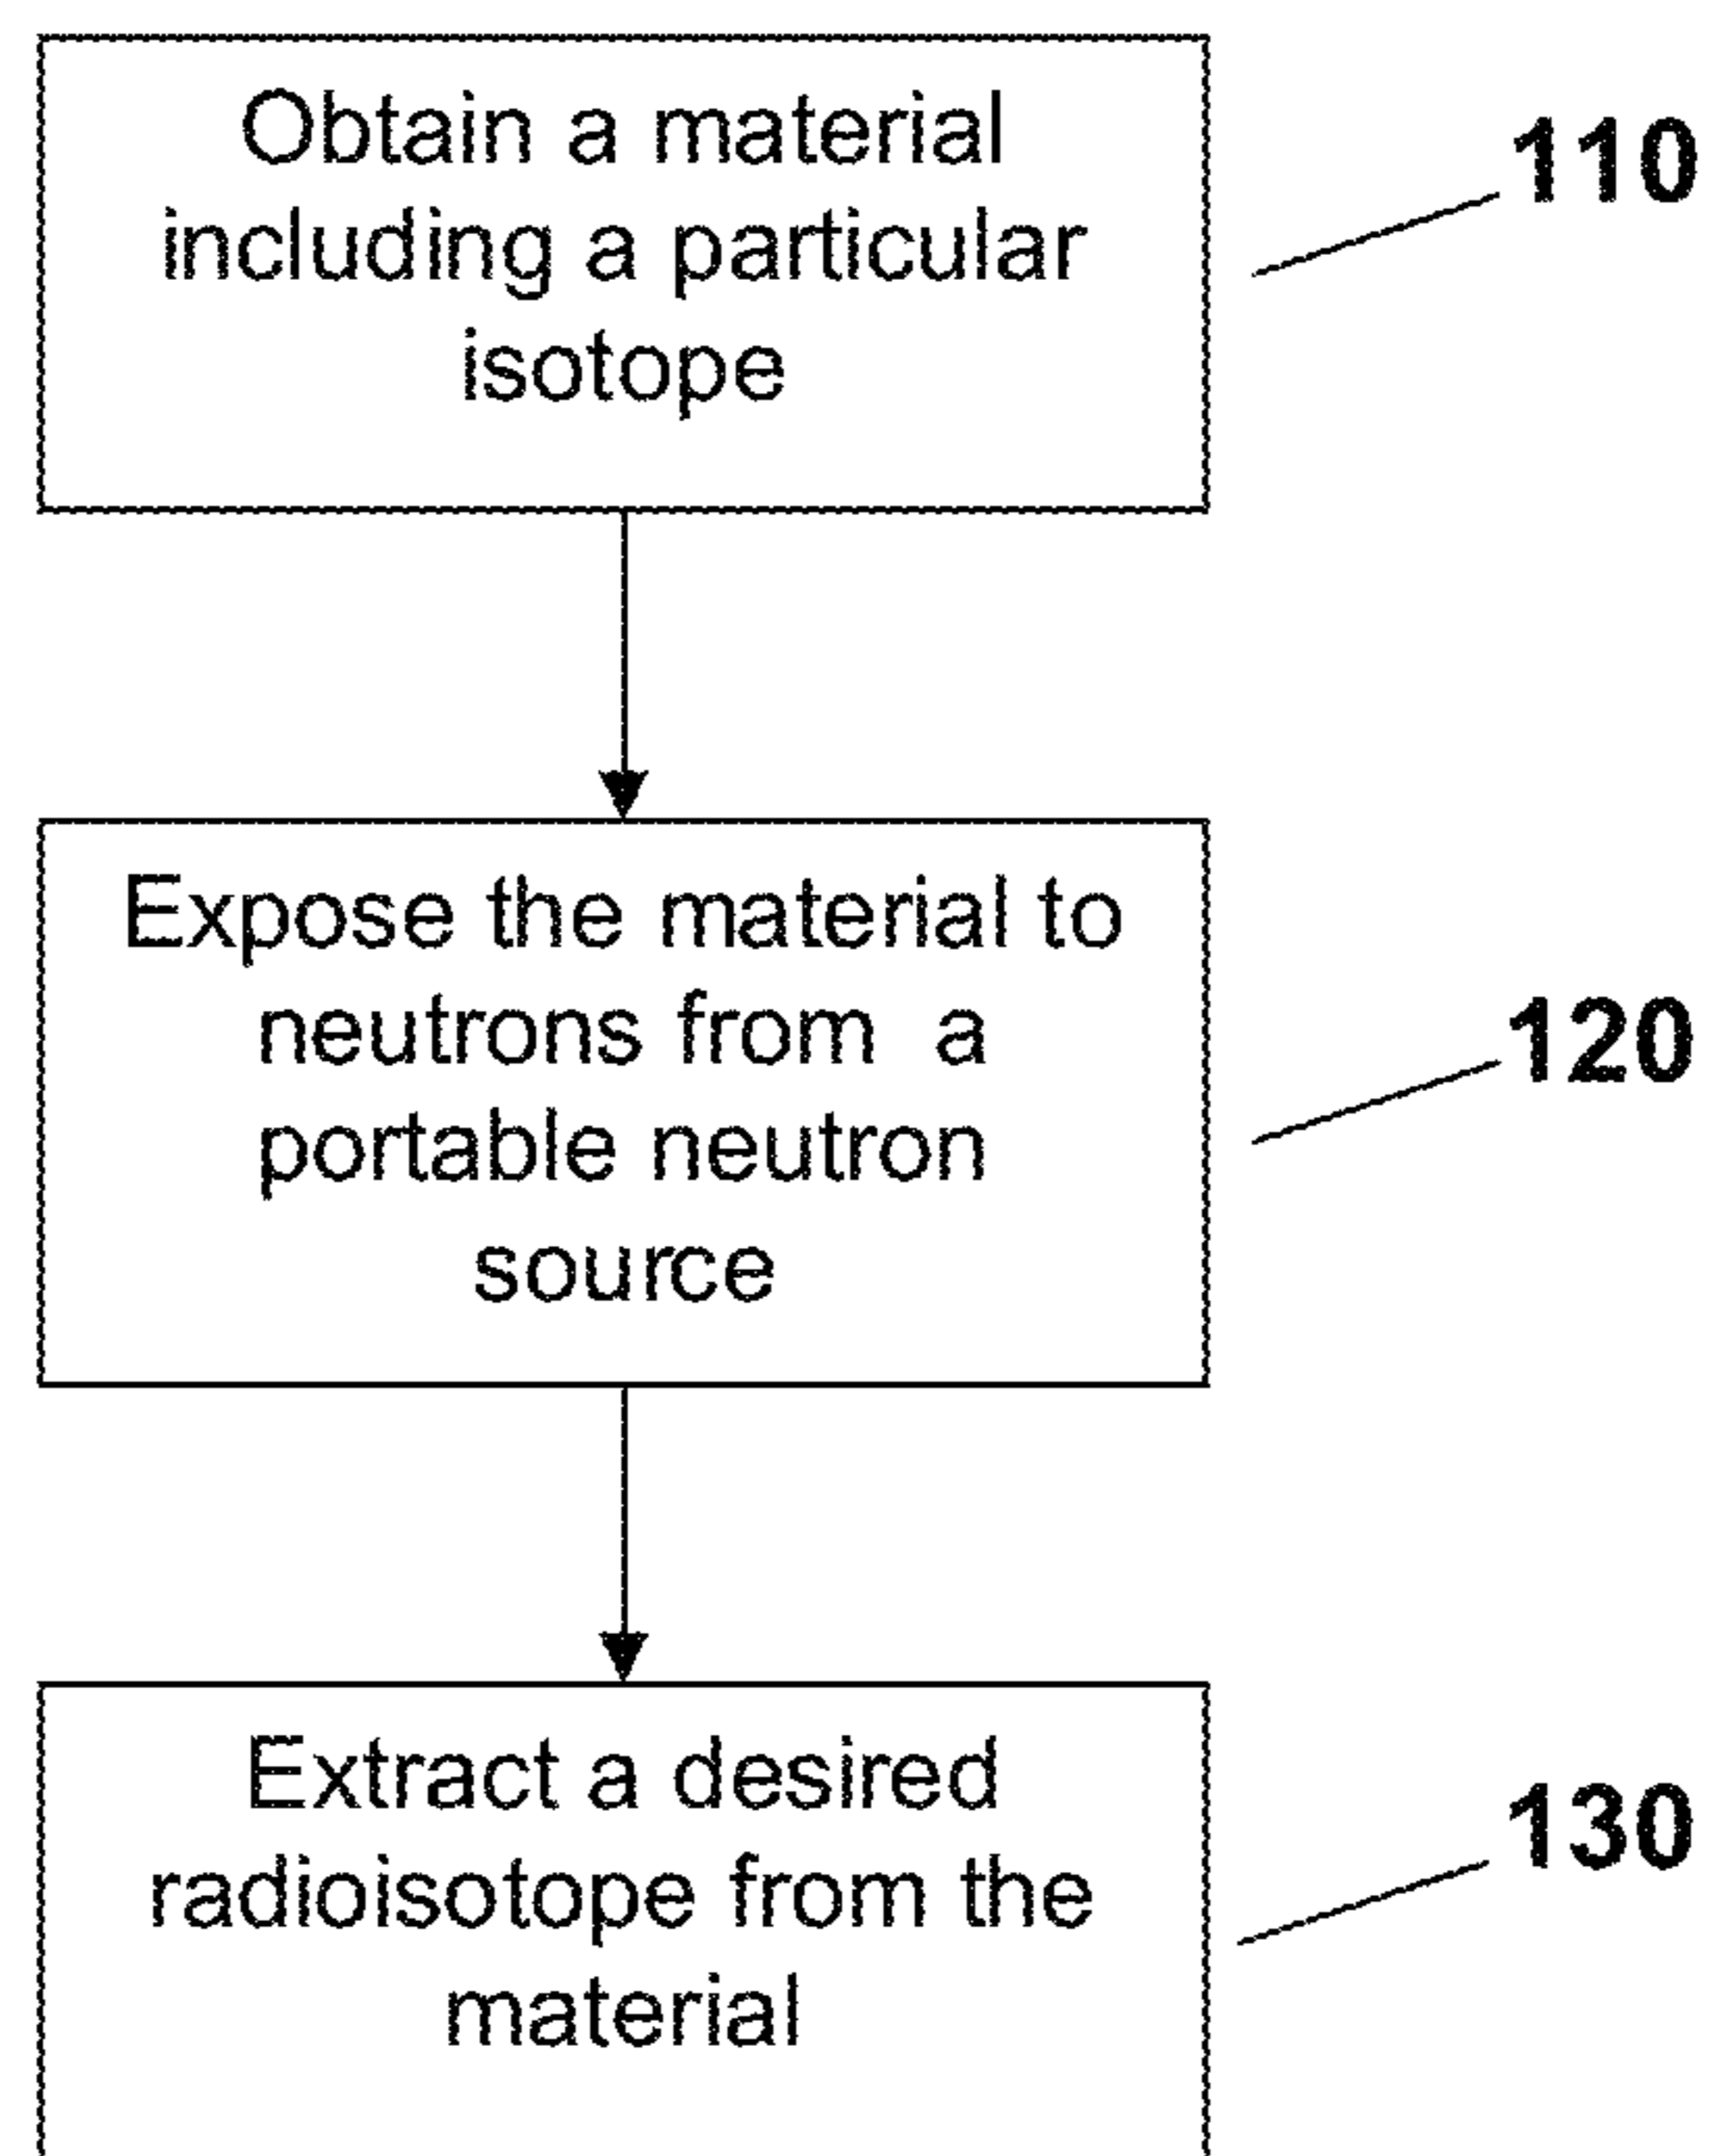 Obtain a material
including a particular
isotope
110
Expose the material to
neutrons from a
portable neutron
source
120
Extract a desired
radioisotope from the
material
130